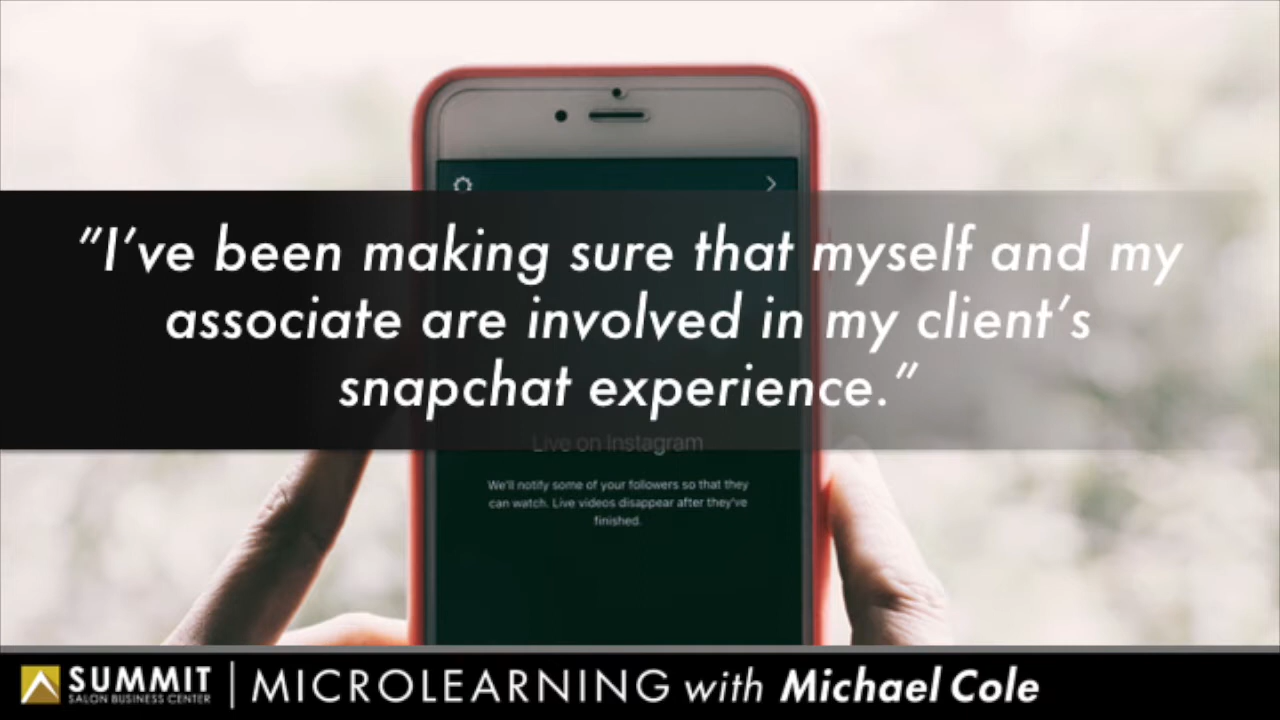 "I've been making sure that myself and my
associate are involved in my client's
snapchat experience."
Live on Instagram
We'll notify some of your followers so that they
can watch. Live videos disappear after they've
finished.
SUMMIT
SALON BUSINESS CENTER
MICROLEARNING with Michael Cole